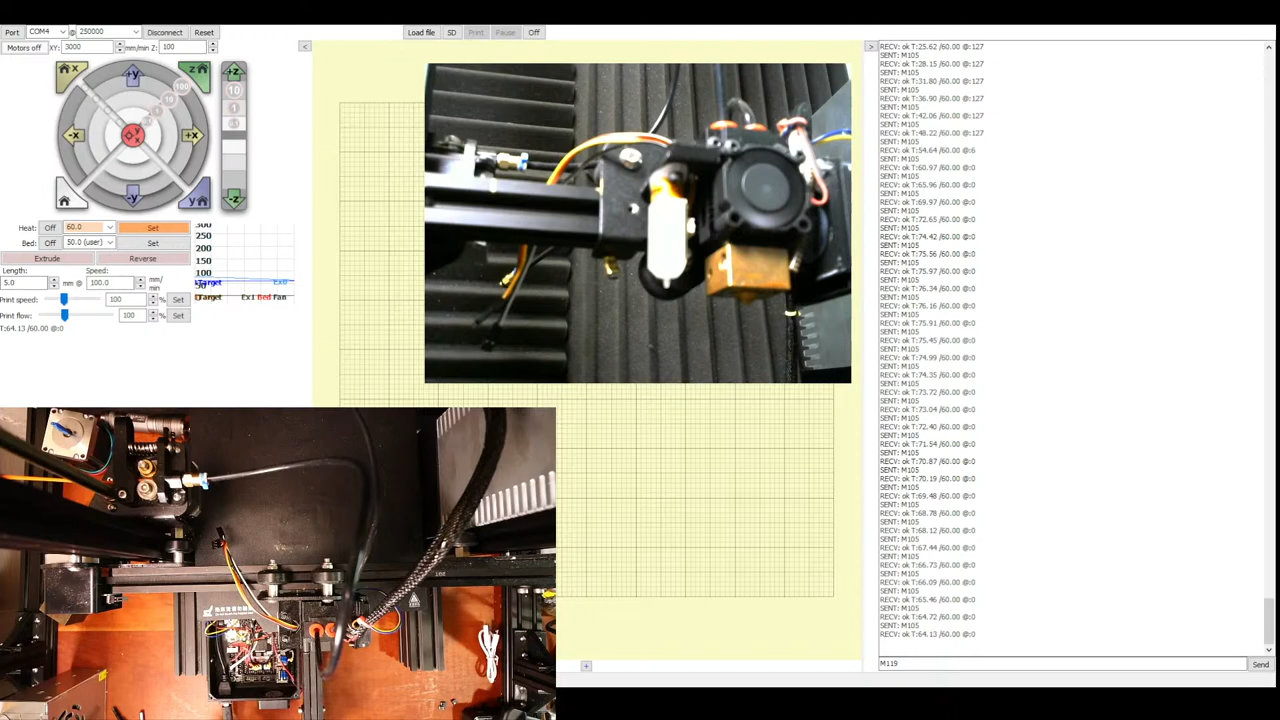 Port COM4 @ 250000 Disconnect Reset
Load file SD Print Pause Off
Motors off XY: 3000 mm/min Z: 100
< >
x +y z +z
100
10
1
10
1
-x y +x
-y y -z
Heat: Off 60.0 Set
Bed: Off 50.0 (user) Set
Extrude Reverse
Length: Speed:
5.0 mm @ 100.0 mm/min
Print speed: 100 % Set
Print flow: 100 % Set
T:64.13 /60.00 @:0
300
250
200
150
100
Target Ex0
Target Ex1 Bed Fan
RECV: ok T:25.62 /60.00 @:127
SENT: M105
RECV: ok T:28.15 /60.00 @:127
SENT: M105
RECV: ok T:31.80 /60.00 @:127
SENT: M105
RECV: ok T:36.90 /60.00 @:127
SENT: M105
RECV: ok T:42.06 /60.00 @:127
SENT: M105
RECV: ok T:48.22 /60.00 @:127
SENT: M105
RECV: ok T:54.64 /60.00 @:6
SENT: M105
RECV: ok T:60.97 /60.00 @:0
SENT: M105
RECV: ok T:65.96 /60.00 @:0
SENT: M105
RECV: ok T:69.97 /60.00 @:0
SENT: M105
RECV: ok T:72.65 /60.00 @:0
SENT: M105
RECV: ok T:74.42 /60.00 @:0
SENT: M105
RECV: ok T:75.56 /60.00 @:0
SENT: M105
RECV: ok T:75.97 /60.00 @:0
SENT: M105
RECV: ok T:76.34 /60.00 @:0
SENT: M105
RECV: ok T:76.16 /60.00 @:0
SENT: M105
RECV: ok T:75.91 /60.00 @:0
SENT: M105
RECV: ok T:75.45 /60.00 @:0
SENT: M105
RECV: ok T:74.99 /60.00 @:0
SENT: M105
RECV: ok T:74.35 /60.00 @:0
SENT: M105
RECV: ok T:73.72 /60.00 @:0
SENT: M105
RECV: ok T:73.04 /60.00 @:0
SENT: M105
RECV: ok T:72.40 /60.00 @:0
SENT: M105
RECV: ok T:71.54 /60.00 @:0
SENT: M105
RECV: ok T:70.87 /60.00 @:0
SENT: M105
RECV: ok T:70.19 /60.00 @:0
SENT: M105
RECV: ok T:69.48 /60.00 @:0
SENT: M105
RECV: ok T:68.78 /60.00 @:0
SENT: M105
RECV: ok T:68.12 /60.00 @:0
SENT: M105
RECV: ok T:67.44 /60.00 @:0
SENT: M105
RECV: ok T:66.73 /60.00 @:0
SENT: M105
RECV: ok T:66.09 /60.00 @:0
SENT: M105
RECV: ok T:65.46 /60.00 @:0
SENT: M105
RECV: ok T:64.72 /60.00 @:0
SENT: M105
RECV: ok T:64.13 /60.00 @:0
+
M119 Send